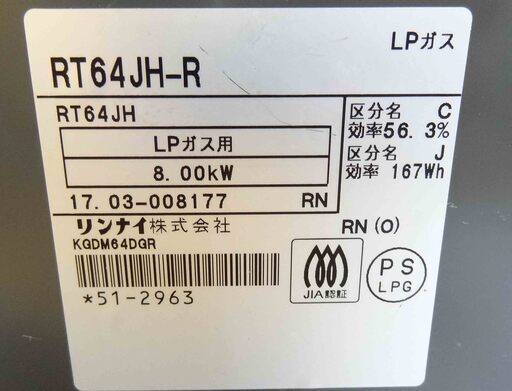 LPガス
RT64JH-R
RT64JH
LPガス用
8.00kW
17.03-008177 RN
区分名 C
効率56.3%
区分名 J
効率 167Wh
リンナイ株式会社
RN(0)
KGDM64DGR
*51-2963
JIA認証
PS
LPG